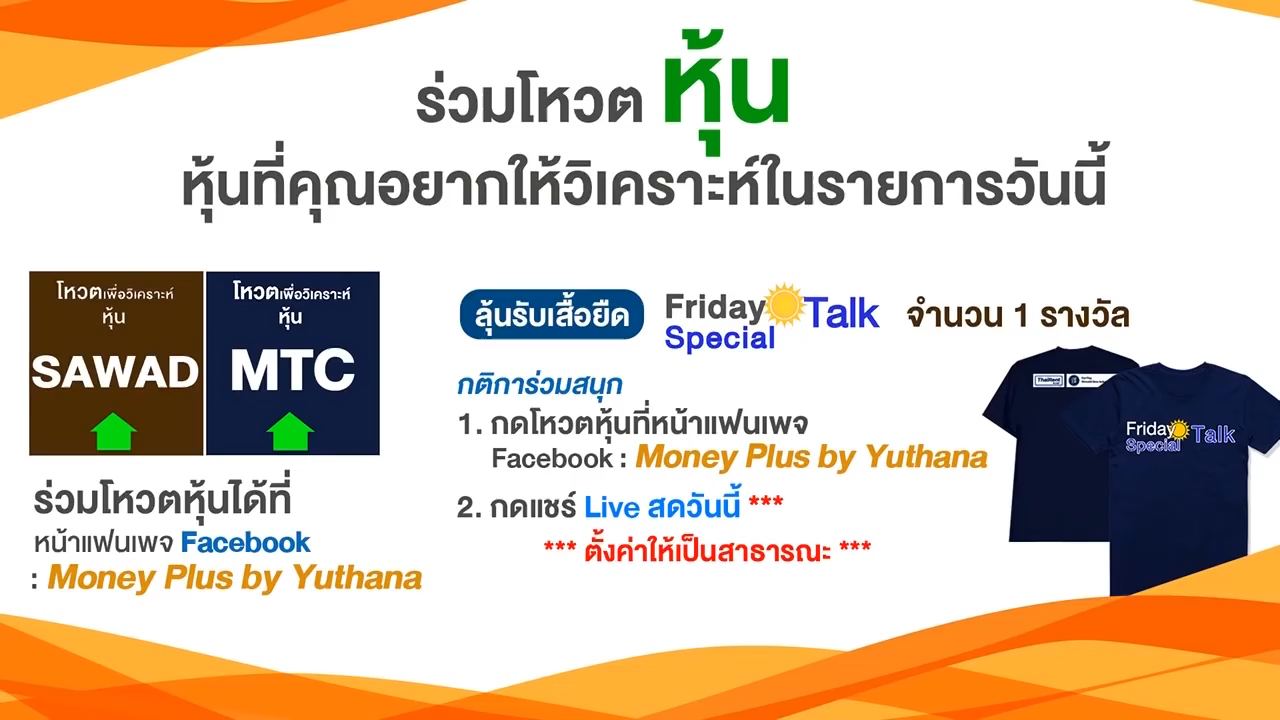 ร่วมโหวต หุ้น
หุ้นที่คุณอยากให้วิเคราะห์ในรายการวันนี้
โหวตเพื่อวิเคราะห์
หุ้น
SAWAD
โหวตเพื่อวิเคราะห์
หุ้น
MTC
ร่วมโหวตหุ้นได้ที่
หน้าแฟนเพจ Facebook
: Money Plus by Yuthana
ลุ้นรับเสื้อยืด Friday Special Talk จำนวน 1 รางวัล
กติการ่วมสนุก
1. กดโหวตหุ้นที่หน้าแฟนเพจ
Facebook : Money Plus by Yuthana
2. กดแชร์ Live สดวันนี้ ***
*** ตั้งค่าให้เป็นสาธารณะ ***
Friday Talk
Special